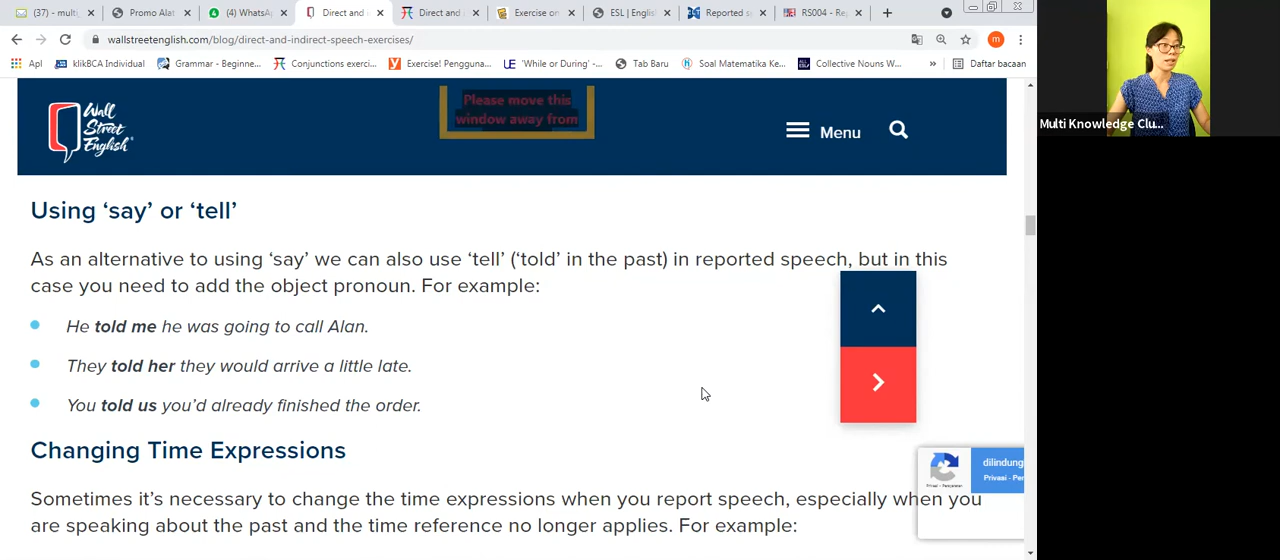 (37) - mult
Promo Alat
(4) WhatsA
Direct and i
Direct and
Exercise on
ESL | Englis
Reported s
RS004 - Re
wallstreetenglish.com/blog/direct-and-indirect-speech-exercises/
m
Apl
klikBCA Individual
Grammar - Beginne...
Conjunctions exerc...
Exercise! Pengguna...
'While or During' -...
Tab Baru
Soal Matematika Ke...
Collective Nouns W...
»
Daftar bacaan
Multi Knowledge Clu...
Wall
Street
English
Please move this
window away from
Menu
Using ‘say’ or ‘tell’
As an alternative to using ‘say’ we can also use ‘tell’ (‘told’ in the past) in reported speech, but in this
case you need to add the object pronoun. For example:
He told me he was going to call Alan.
They told her they would arrive a little late.
You told us you’d already finished the order.
Changing Time Expressions
dilindung
Privasi - Per
Sometimes it’s necessary to change the time expressions when you report speech, especially when you
are speaking about the past and the time reference no longer applies. For example: